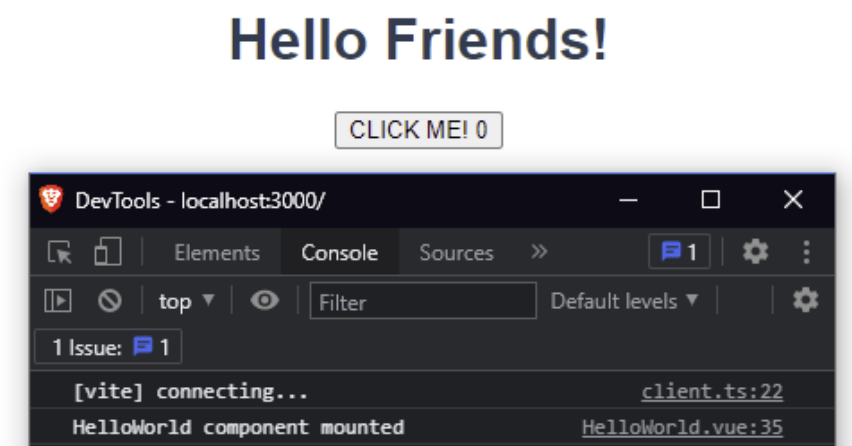 Hello Friends!
CLICK ME! 0
DevTools - localhost:3000/
Elements Console Sources » 1
top ▼ Filter Default levels ▼
1 Issue: 1
[vite] connecting... client.ts:22
HelloWorld component mounted HelloWorld.vue:35